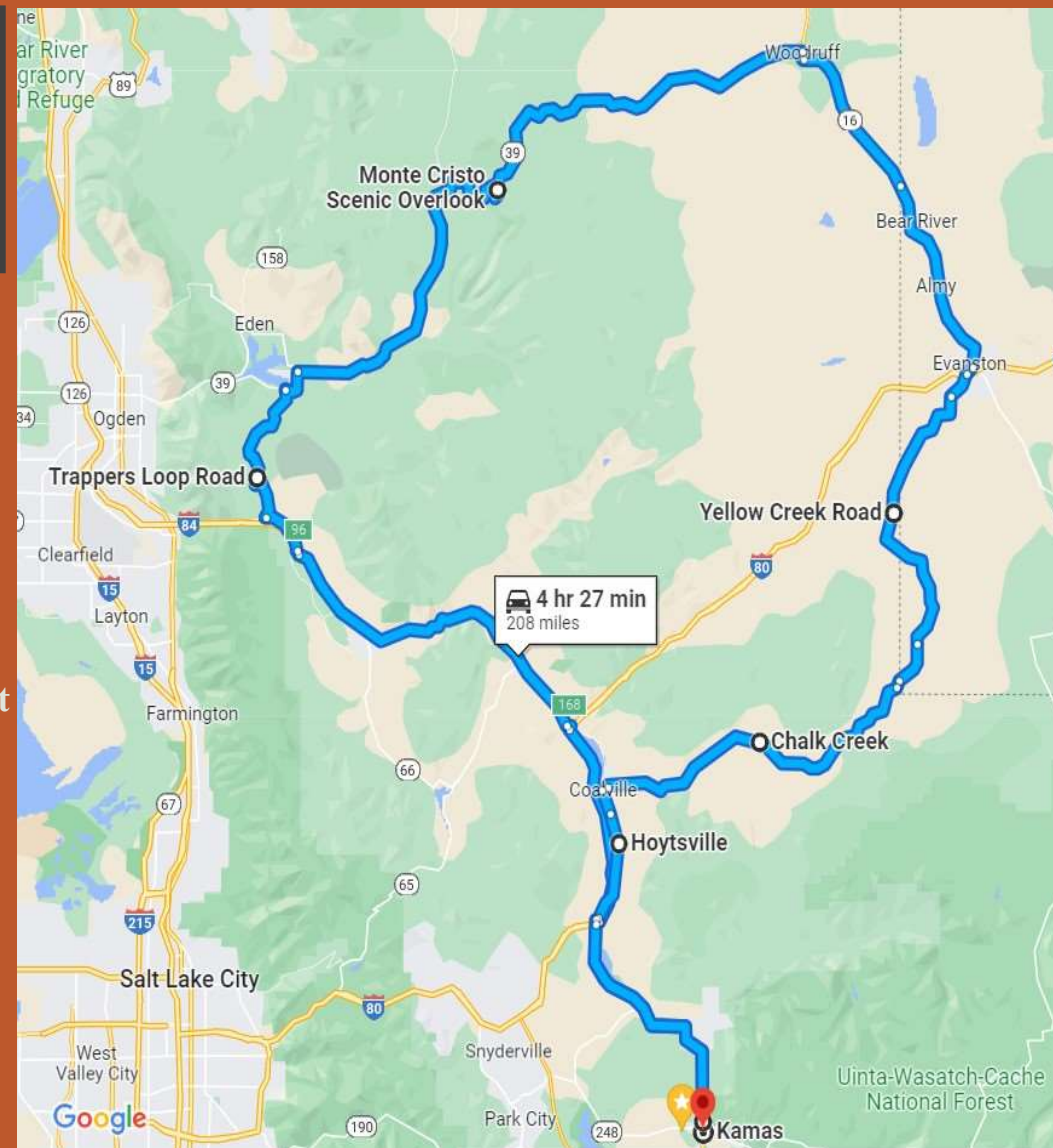 ne
ar River
gratory
d Refuge
89
Woodruff
16
39
Monte Cristo
Scenic Overlook
Bear River
158
Almy
126
Eden
Evanston
39
126
34
Ogden
Trappers Loop Road
84
96
Yellow Creek Road
Clearfield
80
15
4 hr 27 min
208 miles
Layton
15
168
t
Farmington
Chalk Creek
66
Coalville
67
Hoytsville
65
215
Salt Lake City
80
West
Valley City
Snyderville
Uinta-Wasatch-Cache
National Forest
Google
190
Park City
248
Kamas